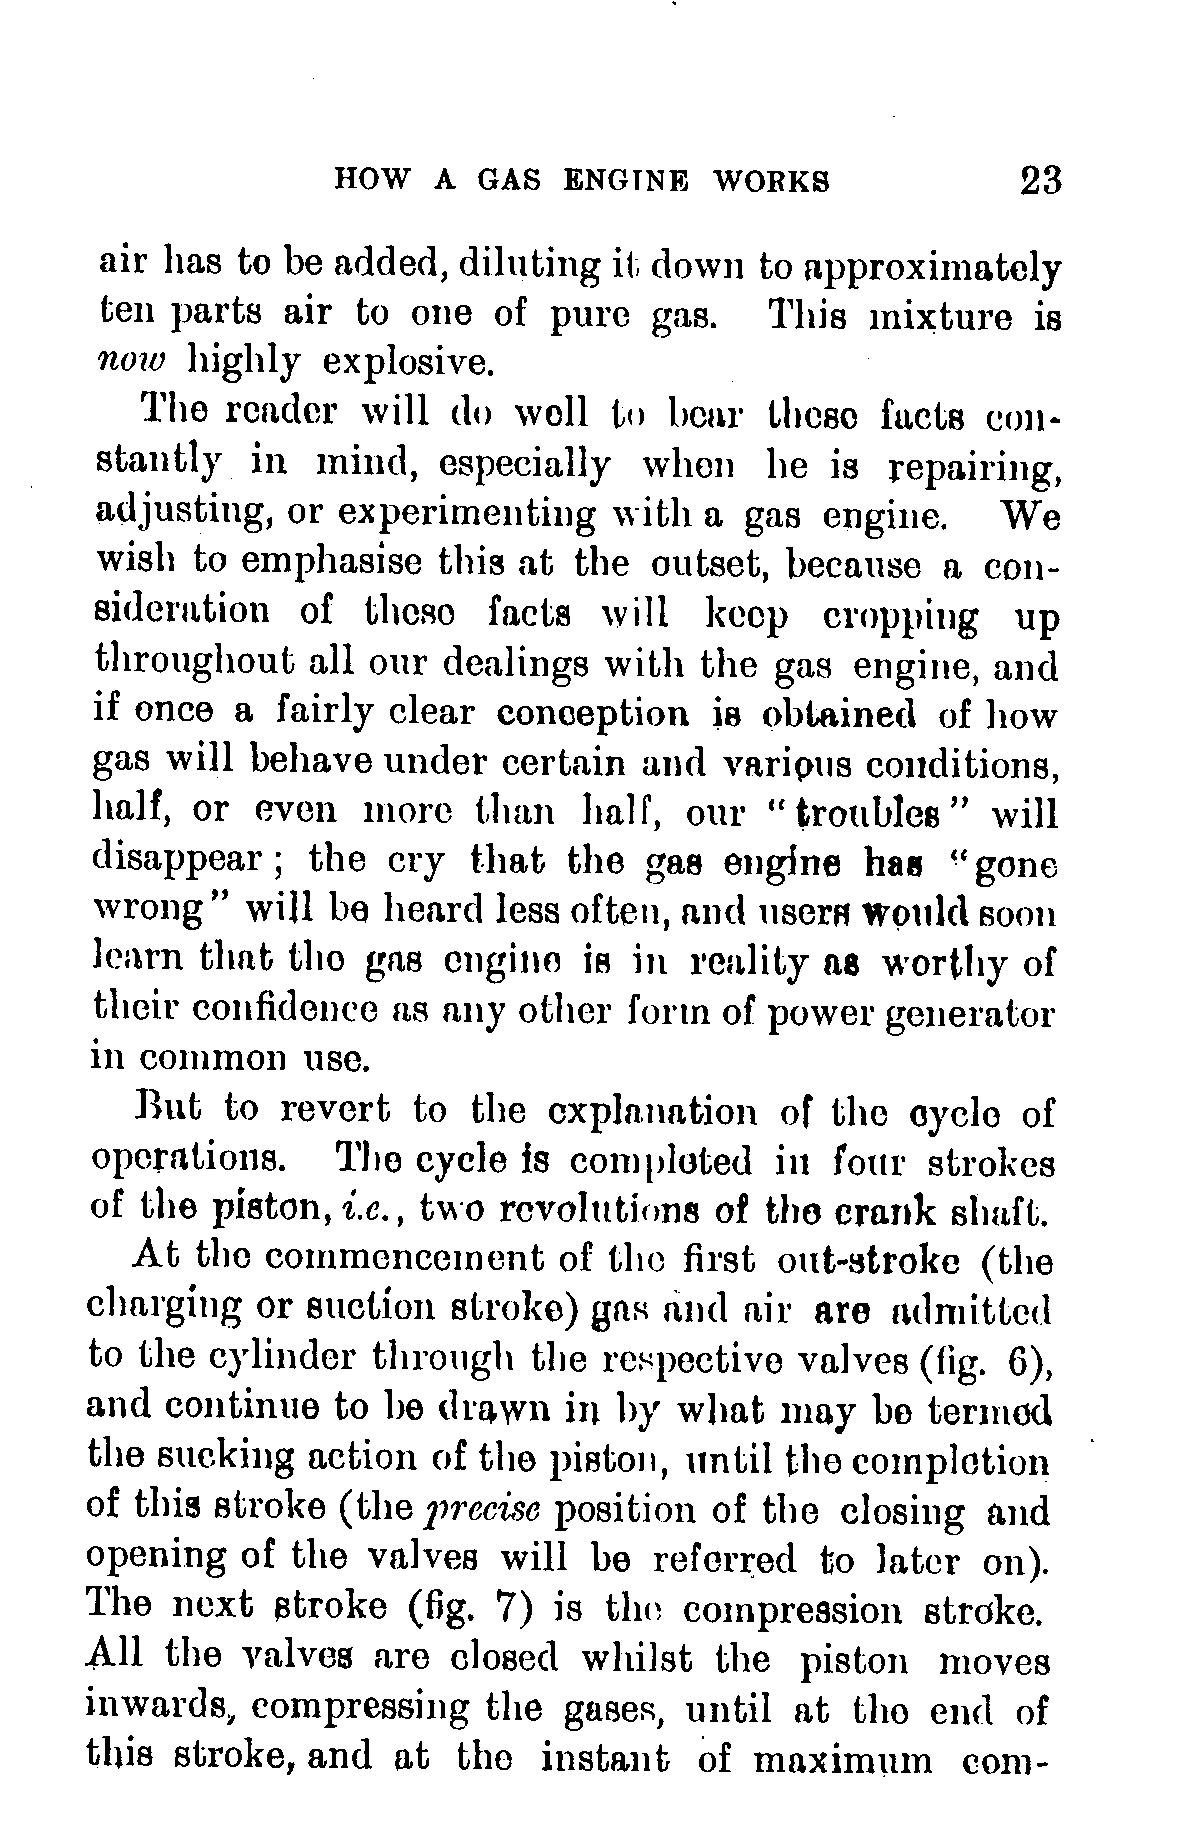 HOW A GAS ENGINE WORKS 23
air has to be added, diluting it down to approximately
ten parts air to one of pure gas. This mixture is
now highly explosive.
The reader will do well to bear these facts con-
stantly in mind, especially when he is repairing,
adjusting, or experimenting with a gas engine. We
wish to emphasise this at the outset, because a con-
sideration of these facts will keep cropping up
throughout all our dealings with the gas engine, and
if once a fairly clear conception is obtained of how
gas will behave under certain and various conditions,
half, or even more than half, our "troubles" will
disappear; the cry that the gas engine has "gone
wrong" will be heard less often, and users would soon
learn that the gas engine is in reality as worthy of
their confidence as any other form of power generator
in common use.
But to revert to the explanation of the cycle of
operations. The cycle is completed in four strokes
of the piston, i.e., two revolutions of the crank shaft.
At the commencement of the first out-stroke (the
charging or suction stroke) gas and air are admitted
to the cylinder through the respective valves (fig. 6),
and continue to be drawn in by what may be termed
the sucking action of the piston, until the completion
of this stroke (the precise position of the closing and
opening of the valves will be referred to later on).
The next stroke (fig. 7) is the compression stroke.
All the valves are closed whilst the piston moves
inwards, compressing the gases, until at the end of
this stroke, and at the instant of maximum com-